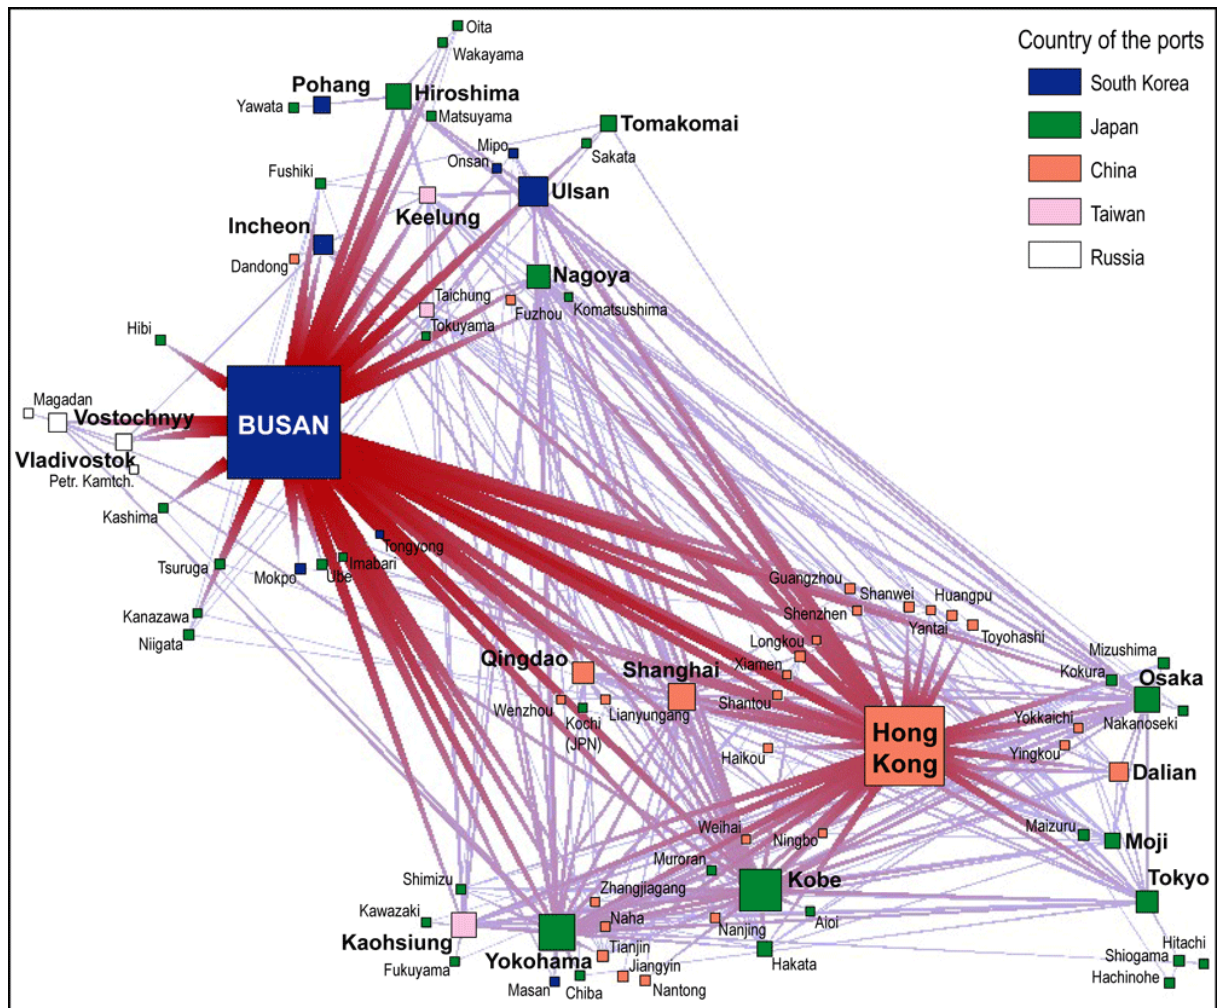 Oita
Wakayama
Country of the ports
South Korea
Japan
China
Taiwan
Russia
Pohang
Hiroshima
Yawata
Matsuyama
Tomakomai
Mipo
Onsan
Sakata
Fushiki
Ulsan
Keelung
Incheon
Dandong
Nagoya
Taichung
Fuzhou
Komatsushima
Tokuyama
Hibi
Magadan
Vostochnyy
BUSAN
Vladivostok
Petr. Kamtch.
Kashima
Tongyong
Tsuruga
Mokpo
Ube
Imabari
Kanazawa
Niigata
Guangzhou
Shanwei
Huangpu
Shenzhen
Yantai
Toyohashi
Longkou
Xiamen
Shantou
Mizushima
Kokura
Osaka
Nakanoseki
Qingdao
Shanghai
Wenzhou
Kochi
(JPN)
Lianyungang
Haikou
Hong
Kong
Yokkaichi
Yingkou
Dalian
Weihai
Ningbo
Maizuru
Moji
Muroran
Kobe
Tokyo
Shimizu
Zhangjiagang
Kawazaki
Naha
Nanjing
Aioi
Kaohsiung
Yokohama
Tianjin
Hakata
Fukuyama
Jiangyin
Masan
Chiba
Nantong
Hitachi
Shiogama
Hachinohe